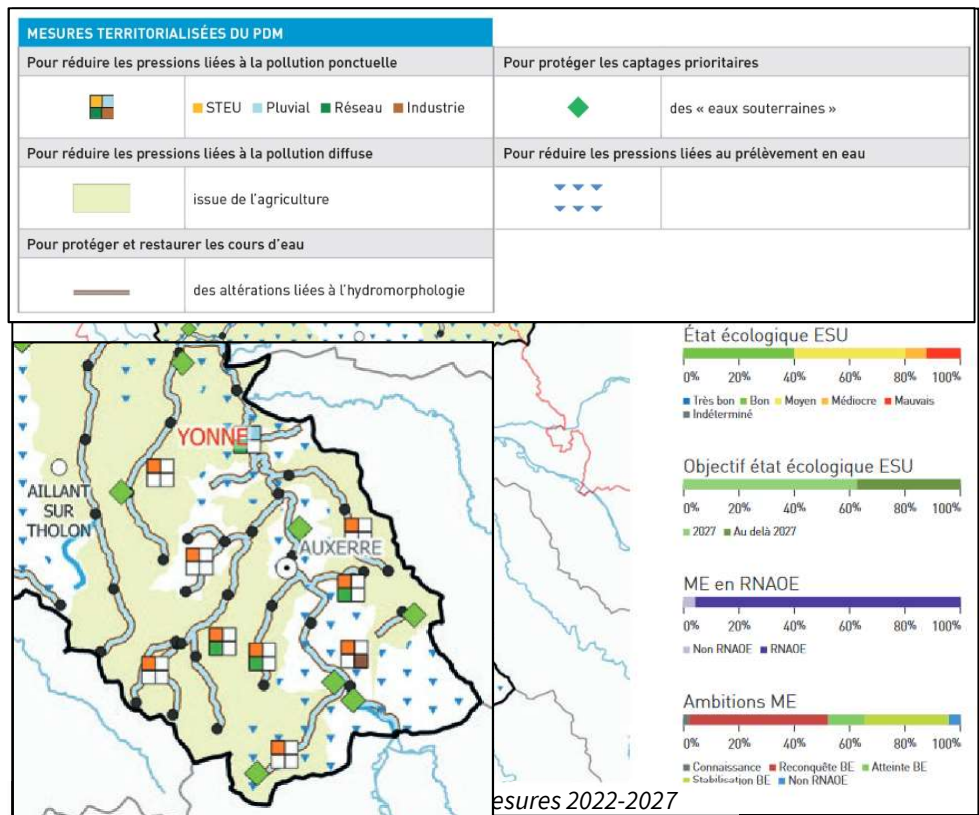 MESURES TERRITORIALISÉES DU PDM
Pour réduire les pressions liées à la pollution ponctuelle
Pour protéger les captages prioritaires
STEU Pluvial Réseau Industrie
des « eaux souterraines »
Pour réduire les pressions liées à la pollution diffuse
Pour réduire les pressions liées au prélèvement en eau
issue de l'agriculture
Pour protéger et restaurer les cours d'eau
des altérations liées à l'hydromorphologie
YONNE
AILLANT
SUR
THOLON
AUXERRE
État écologique ESU
0% 20% 40% 60% 80% 100%
Très bon Bon Moyen Médiocre Mauvais
Indéterminé
Objectif état écologique ESU
2027 Au delà 2027
ME en RNAOE
0% 20% 40% 60% 80% 100%
Non RNAOE RNAOE
Ambitions ME
0% 20% 40% 60% 80% 100%
Connaissance Reconquête BE Atteinte BE
Stabilisation BE Non RNAOE
esures 2022-2027